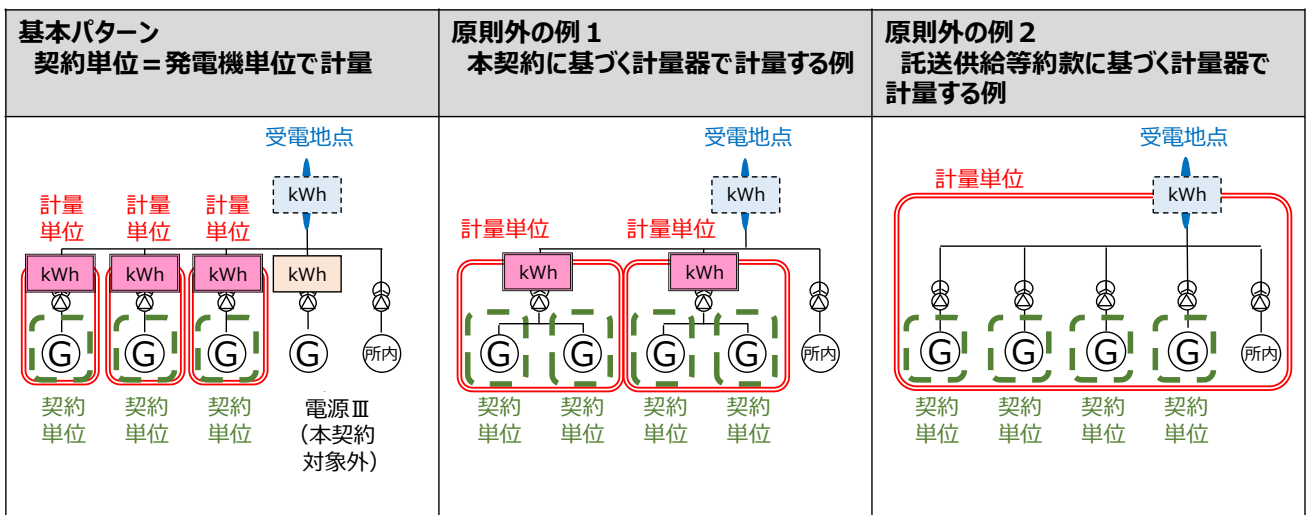 基本パターン
契約単位＝発電機単位で計量
受電地点
kWh
計量
単位
計量
単位
計量
単位
kWh
kWh
kWh
kWh
G
G
G
G
所内
契約
単位
契約
単位
契約
単位
電源Ⅲ
（本契約
対象外）
原則外の例１
本契約に基づく計量器で計量する例
受電地点
kWh
計量単位
計量単位
kWh
kWh
G
G
G
G
所内
契約
単位
契約
単位
契約
単位
契約
単位
原則外の例２
託送供給等約款に基づく計量器で
計量する例
受電地点
計量単位
kWh
G
G
G
G
所内
契約
単位
契約
単位
契約
単位
契約
単位